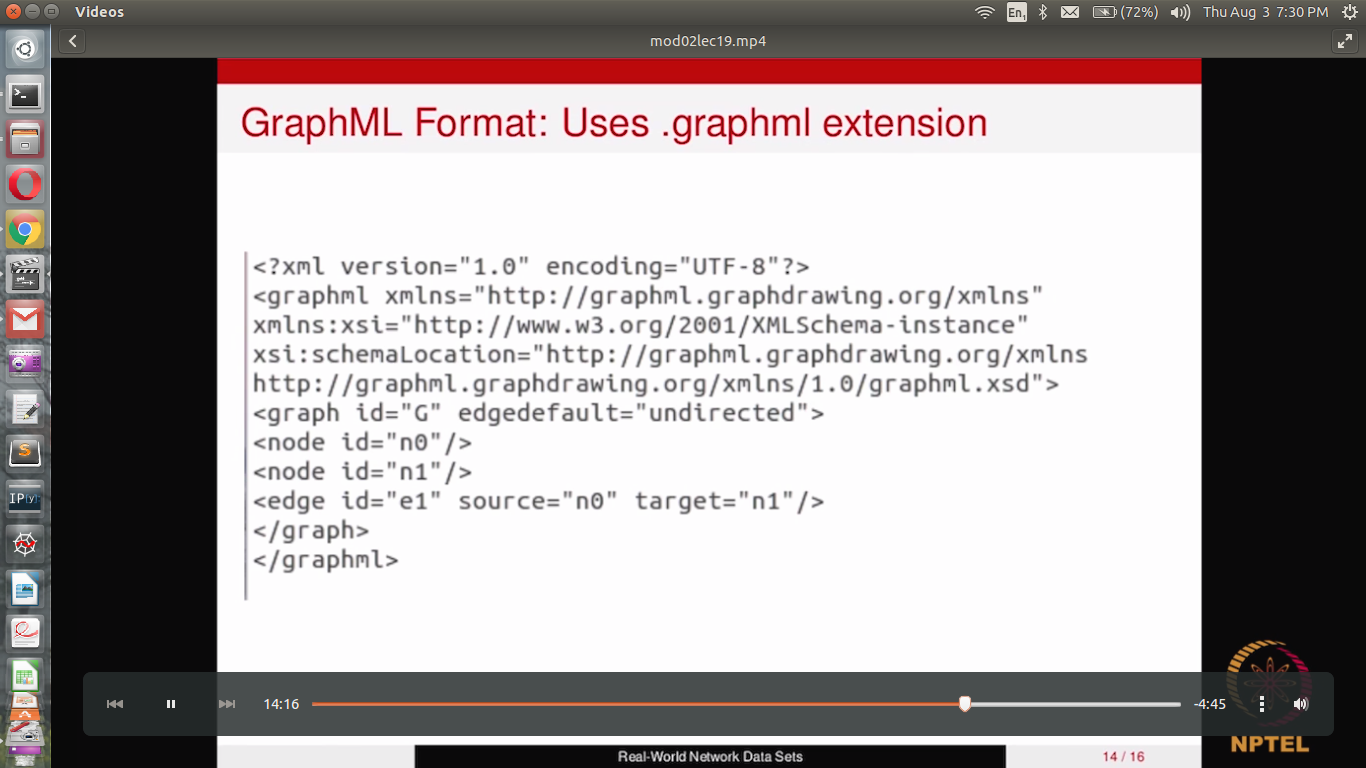 Videos
En₁
(72%)
Thu Aug 3 7:30 PM
mod02lec19.mp4
GraphML Format: Uses .graphml extension
<?xml version="1.0" encoding="UTF-8"?>
<graphml xmlns="http://graphml.graphdrawing.org/xmlns"
xmlns:xsi="http://www.w3.org/2001/XMLSchema-instance"
xsi:schemaLocation="http://graphml.graphdrawing.org/xmlns
http://graphml.graphdrawing.org/xmlns/1.0/graphml.xsd">
<graph id="G" edgedefault="undirected">
<node id="n0"/>
<node id="n1"/>
<edge id="e1" source="n0" target="n1"/>
</graph>
</graphml>
IP[y]:
14:16
-4:45
NPTEL
Real-World Network Data Sets
14 / 16